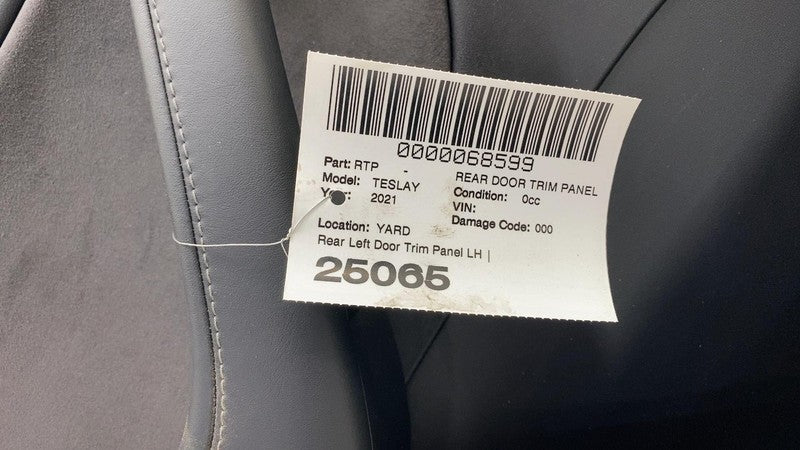 0000068599
Part: RTP - REAR DOOR TRIM PANEL
Model: TESLAY Condition: 0cc
2021 VIN:
Damage Code: 000
Location: YARD
Rear Left Door Trim Panel LH |
25065